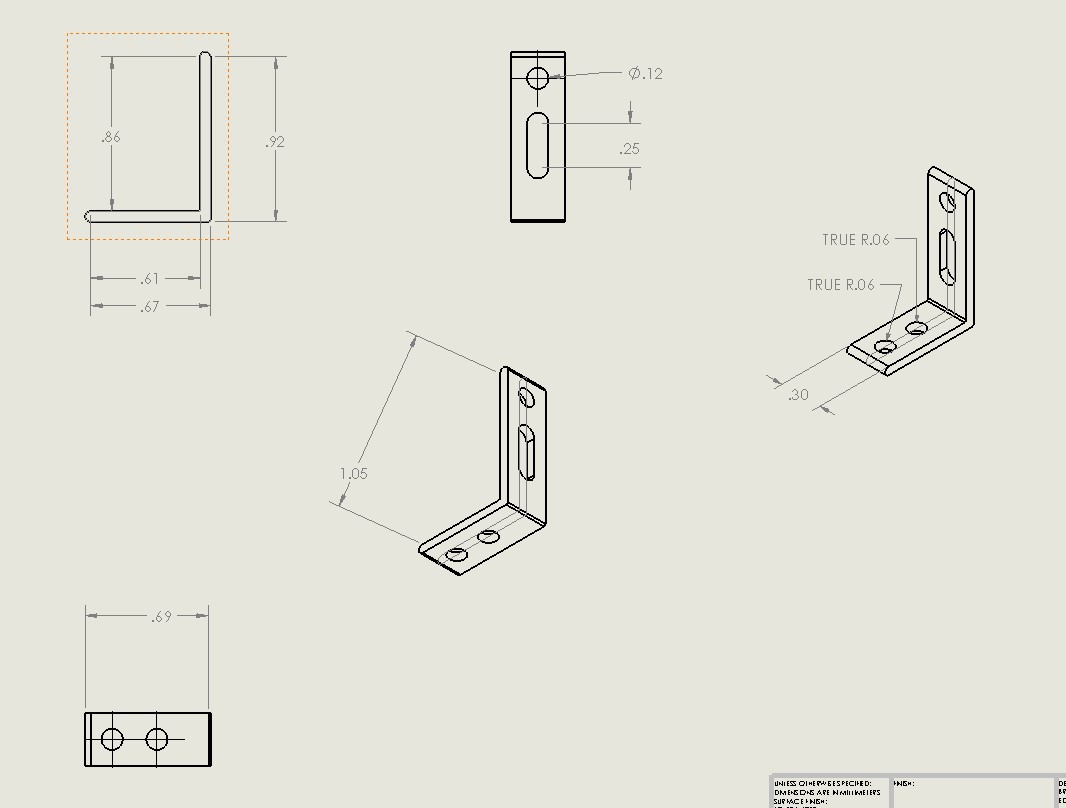 .86
.92
.61
.67
Ø.12
.25
TRUE R.06
TRUE R.06
.30
1.05
.69
UNLESS OTHERWISE SPECIFIED:
FINISH:
DIMENSIONS ARE IN MILLIMETERS
SURFACE FINISH: